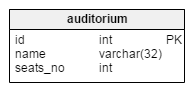 auditorium
id int PK
name varchar(32)
seats_no int